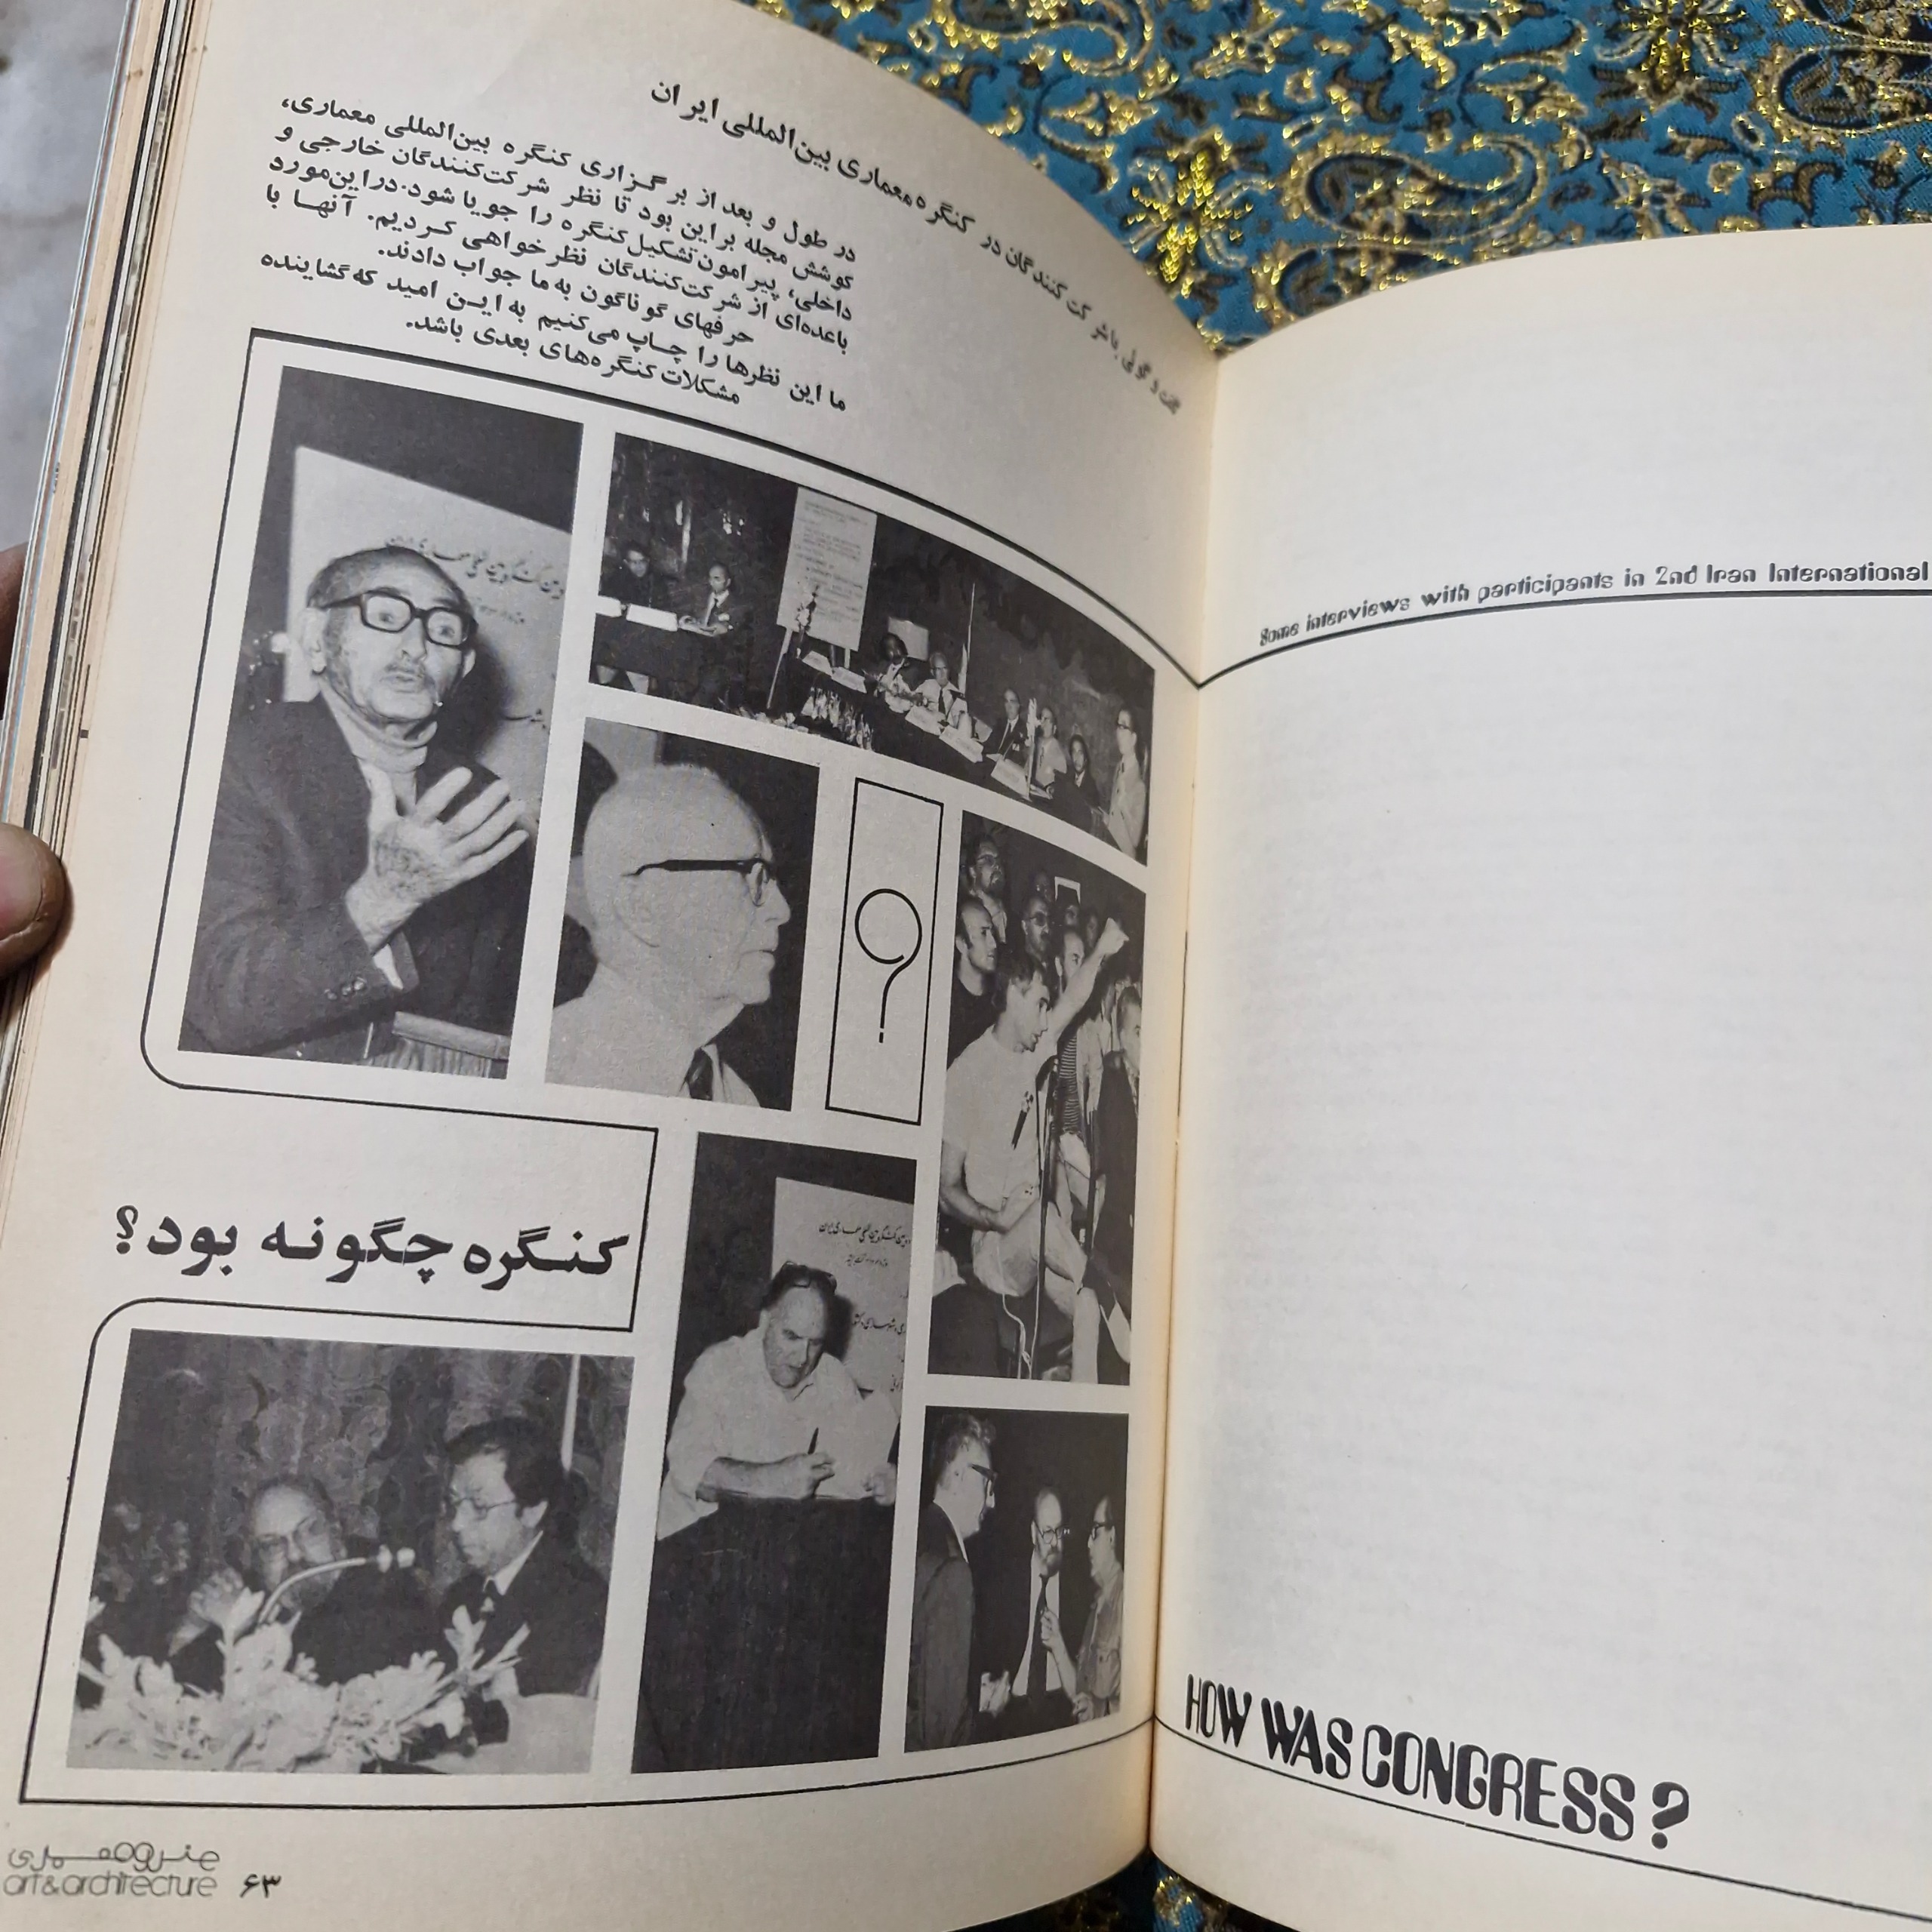 گفت و گوئی با شرکت کنندگان در کنگره معماری بین‌المللی ایران
در طول و بعد از برگزاری کنگره بین‌المللی معماری،
کوشش مجله براین بود تا نظر شرکت‌کنندگان خارجی و
داخلی، پیرامون تشکیل کنگره را جویا شود. دراین‌مورد
باعده‌ای از شرکت‌کنندگان نظرخواهی کردیم. آنها با
حرفهای گوناگون به‌ما جواب دادند.
ما این نظرها را چاپ می‌کنیم به این امید که گشاینده
مشکلات کنگره‌های بعدی باشد.
؟
کنگره چگونه بود؟
هنر و معماری
art & architecture ۶۳
Some interviews with participants in 2nd Iran International
HOW WAS CONGRESS ?